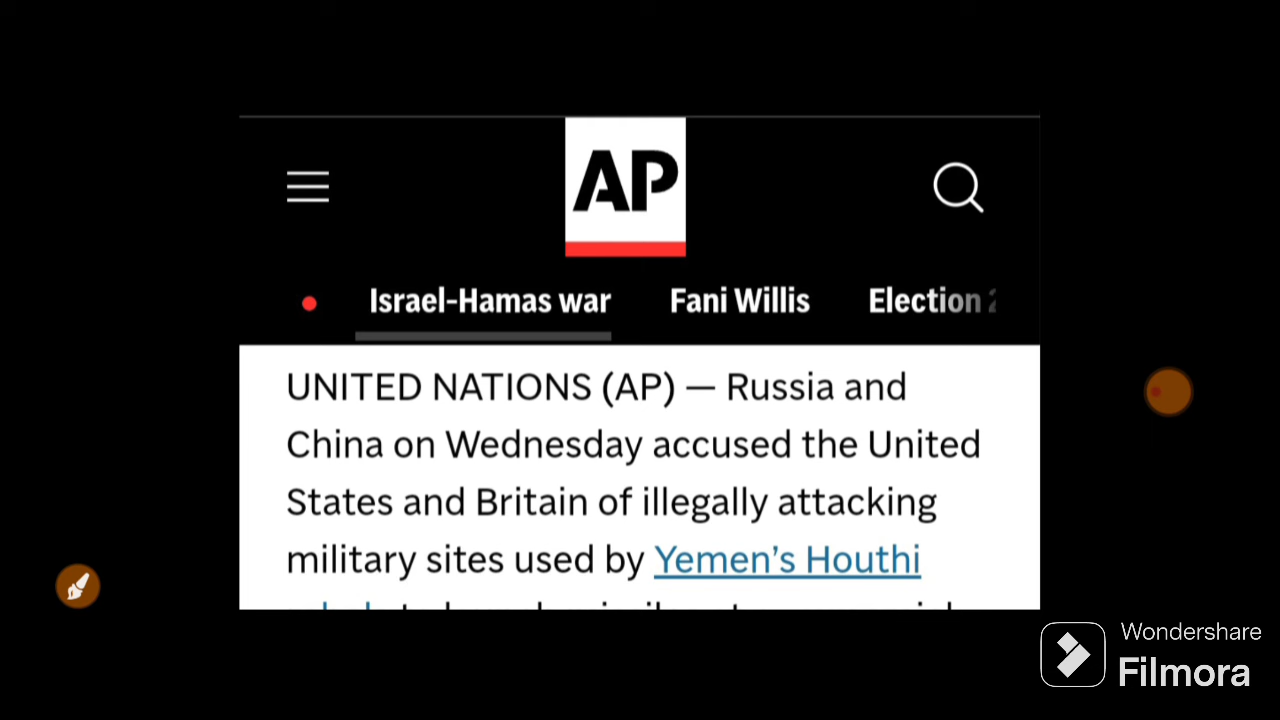 AP
Israel-Hamas war Fani Willis Election
UNITED NATIONS (AP) — Russia and
China on Wednesday accused the United
States and Britain of illegally attacking
military sites used by Yemen’s Houthi
Wondershare
Filmora